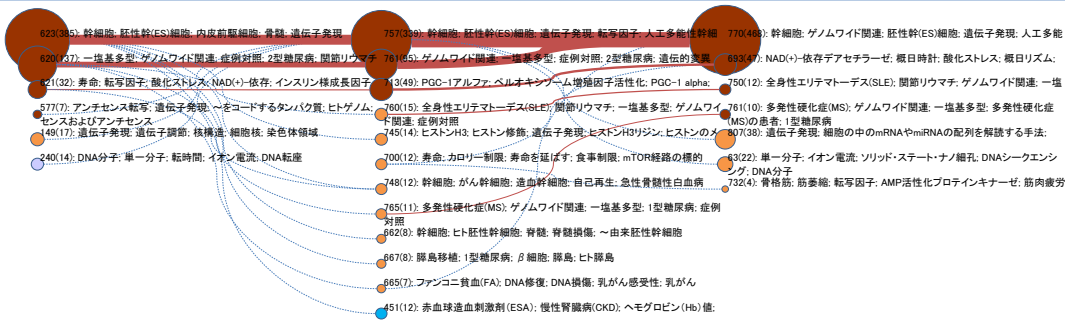 623(385): 幹細胞; 胚性幹(ES)細胞; 内皮前駆細胞; 骨髄; 遺伝子発現
620(137): 一塩基多型; ゲノムワイド関連; 症例対照; 2型糖尿病; 関節リウマチ
621(32): 寿命; 転写因子; 酸化ストレス; NAD(+)-依存; インスリン様成長因子
577(7): アンチセンス転写; 遺伝子発現; ～をコードするタンパク質; ヒトゲノム;
センスおよびアンチセンス
149(17): 遺伝子発現; 遺伝子調節; 核構造; 細胞核; 染色体領域
240(14): DNA分子; 単一分子; 転時間; イオン電流; DNA転座
757(339): 幹細胞; 胚性幹(ES)細胞; 遺伝子発現; 転写因子; 人工多能性幹細
761(65): ゲノムワイド関連; 一塩基多型; 症例対照; 2型糖尿病; 遺伝的変異
743(49): PGC-1アルファ; ペルオキシソーム増殖因子活性化; PGC-1 alpha;
760(15): 全身性エリテマトーデス(SLE); 関節リウマチ; 一塩基多型; ゲノムワイ
ド関連; 症例対照
745(14): ヒストンH3; ヒストン修飾; 遺伝子発現; ヒストンH3リジン; ヒストンのメ
700(12): 寿命; カロリー制限; 寿命を延ばす; 食事制限; mTOR経路の標的
748(12): 幹細胞; がん幹細胞; 造血幹細胞; 自己再生; 急性骨髄性白血病
765(11): 多発性硬化症(MS); ゲノムワイド関連; 一塩基多型; 1型糖尿病; 症例
対照
662(8): 幹細胞; ヒト胚性幹細胞; 脊髄; 脊髄損傷; ～由来胚性幹細胞
667(8): 膵島移植; 1型糖尿病; β細胞; 膵島; ヒト膵島
665(7): ファンコニ貧血(FA); DNA修復; DNA損傷; 乳がん感受性; 乳がん
451(12): 赤血球造血刺激剤(ESA); 慢性腎臓病(CKD); ヘモグロビン(Hb)値;
770(468): 幹細胞; ゲノムワイド関連; 胚性幹(ES)細胞; 遺伝子発現; 人工多能
693(47): NAD(+)-依存デアセチラーゼ; 概日時計; 酸化ストレス; 概日リズム;
750(12): 全身性エリテマトーデス(SLE); 関節リウマチ; ゲノムワイド関連; 一塩
761(10): 多発性硬化症(MS); ゲノムワイド関連; 一塩基多型; 多発性硬化症
(MS)の患者; 1型糖尿病
807(38): 遺伝子発現; 細胞の中のmRNAやmiRNAの配列を解読する手法;
63(22): 単一分子; イオン電流; ソリッド・ステート・ナノ細孔; DNAシークエンシ
ング; DNA分子
732(4): 骨格筋; 筋萎縮; 転写因子; AMP活性化プロテインキナーゼ; 筋肉疲労